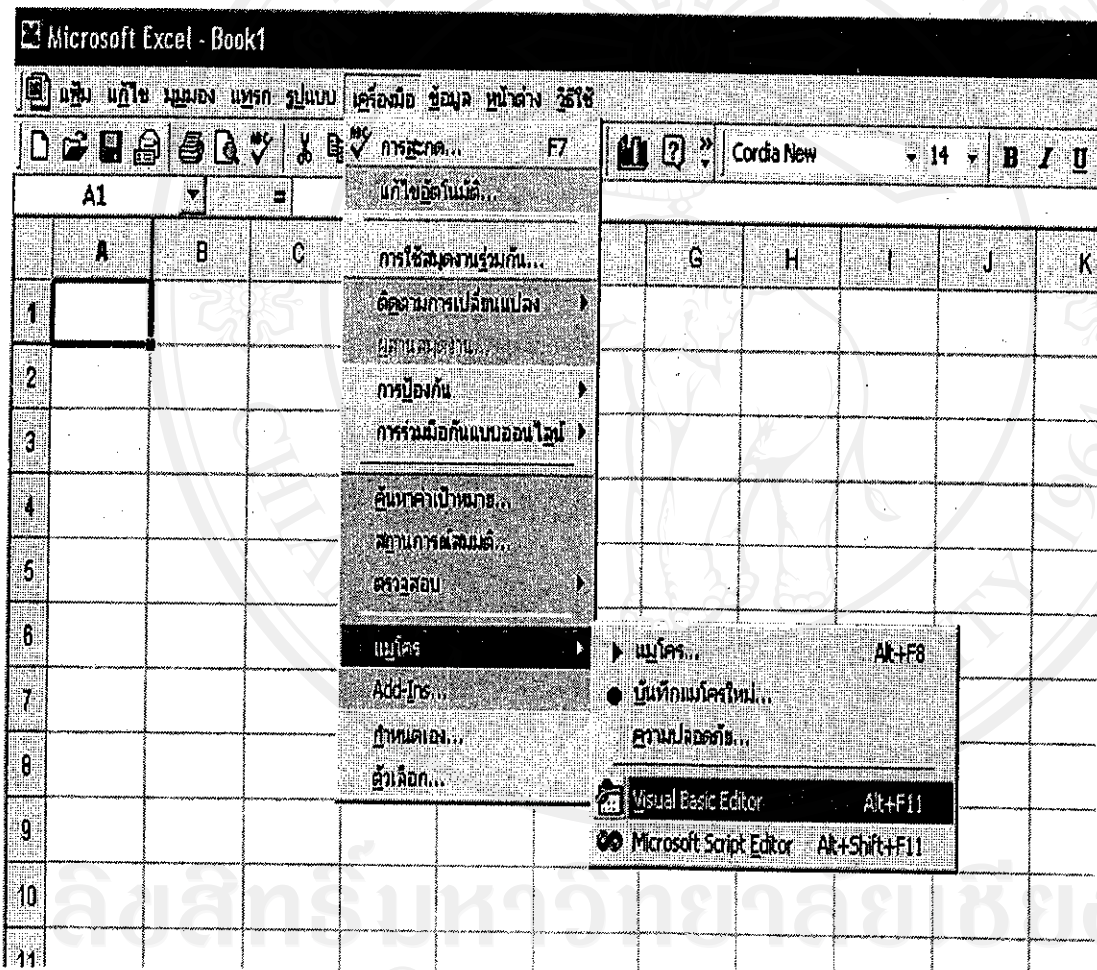 Microsoft Excel - Book1
แฟ้ม แก้ไข มุมมอง แทรก รูปแบบ เครื่องมือ ข้อมูล หน้าต่าง วิธีใช้
การสะกด... F7
Cordia New 14 B I U
A1 =
แก้ไขอัตโนมัติ...
A B C G H I J K
การใช้สมุดงานร่วมกัน...
1
ติดตามการเปลี่ยนแปลง
ผสานสมุดงาน...
2
การป้องกัน
3
การร่วมมือกันแบบออนไลน์
4
ค้นหาค่าเป้าหมาย...
สถานการณ์สมมติ...
5
ตรวจสอบ
6
แมโคร
แมโคร... Alt+F8
7
Add-Ins...
บันทึกแมโครใหม่...
กำหนดเอง...
ความปลอดภัย...
8
ตัวเลือก...
Visual Basic Editor Alt+F11
9
Microsoft Script Editor Alt+Shift+F11
10
11